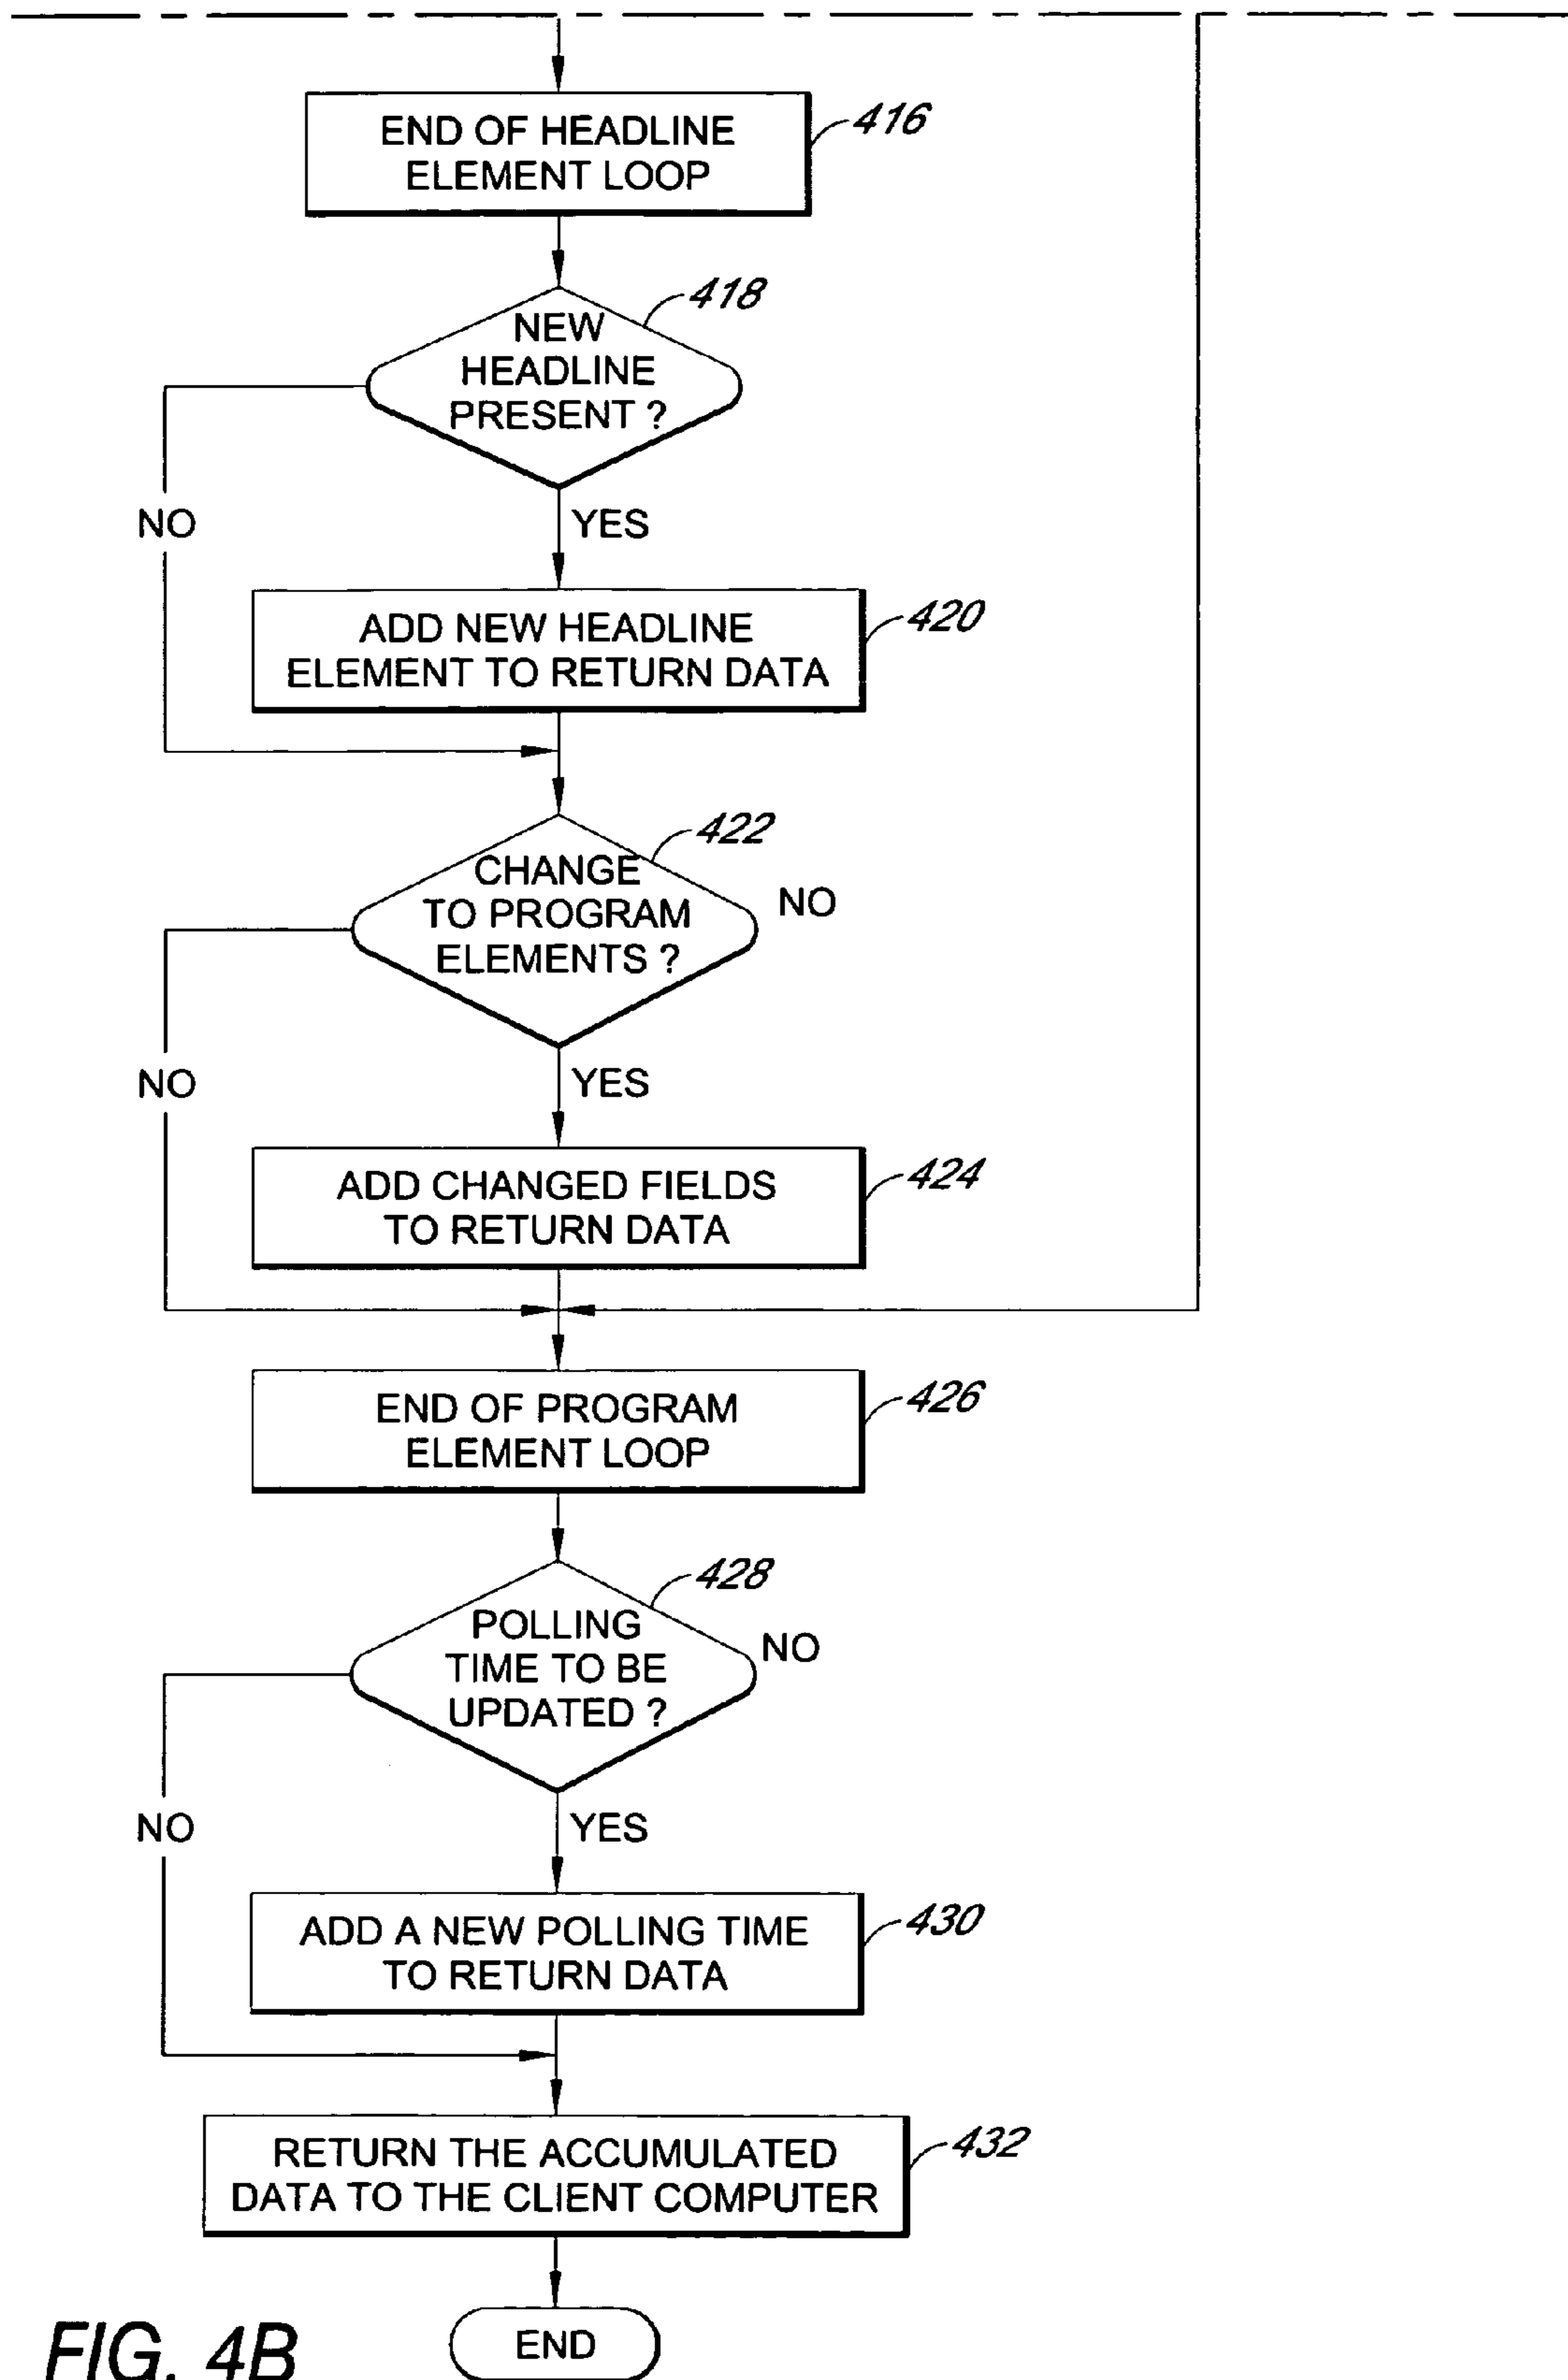 END OF HEADLINE
ELEMENT LOOP
416
418
NEW
HEADLINE
PRESENT ?
NO
YES
ADD NEW HEADLINE
ELEMENT TO RETURN DATA
420
422
CHANGE
TO PROGRAM
ELEMENTS ?
NO
NO
YES
ADD CHANGED FIELDS
TO RETURN DATA
424
END OF PROGRAM
ELEMENT LOOP
426
428
POLLING
TIME TO BE
UPDATED ?
NO
NO
YES
ADD A NEW POLLING TIME
TO RETURN DATA
430
RETURN THE ACCUMULATED
DATA TO THE CLIENT COMPUTER
432
END
FIG. 4B